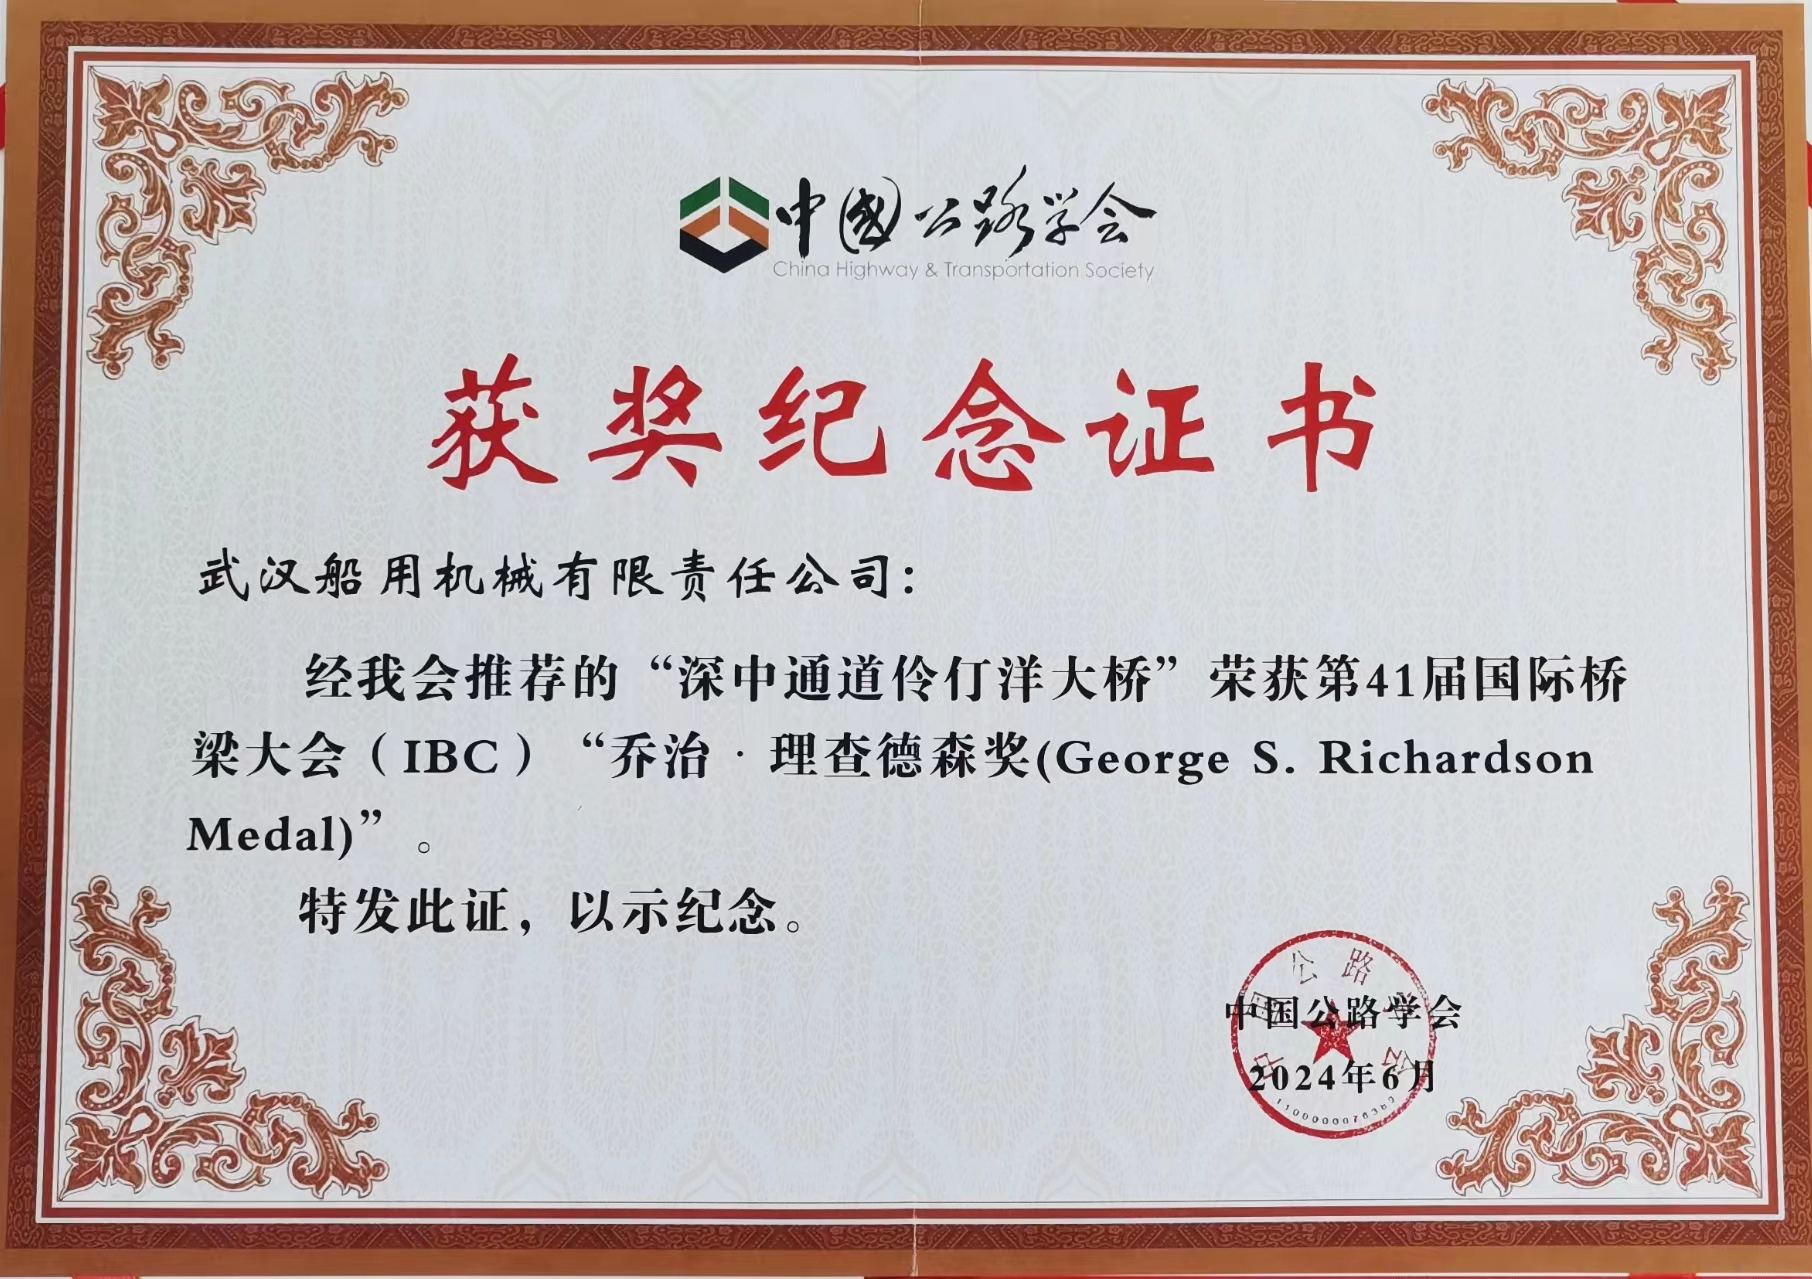 中國公路学会
China Highway & Transportation Society
获奖纪念证书
武汉船用机械有限责任公司：
经我会推荐的“深中通道伶仃洋大桥”荣获第41届国际桥
梁大会（IBC）“乔治·理查德森奖(George S. Richardson
Medal)”。
特发此证，以示纪念。
中国公路学会
2024年6月